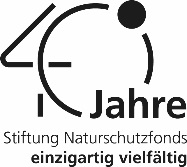 40 Jahre
Stiftung Naturschutzfonds
einzigartig vielfältig